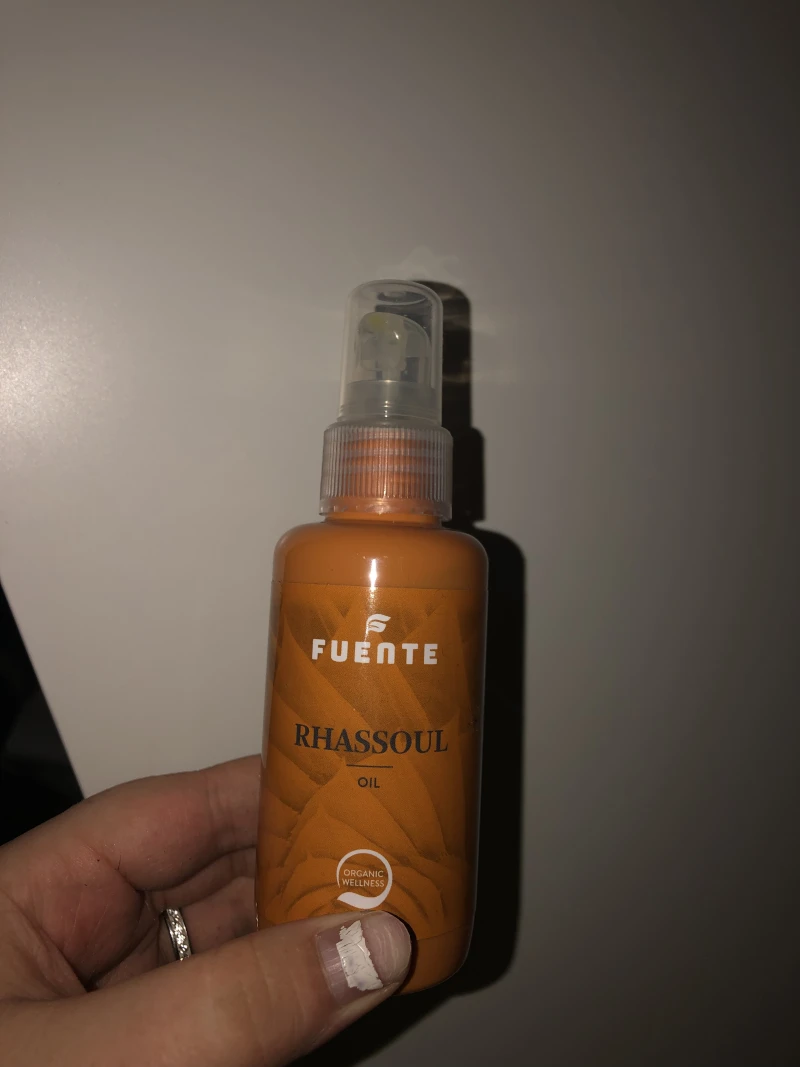 FUENTE
RHASSOUL
OIL
ORGANIC
WELLNESS